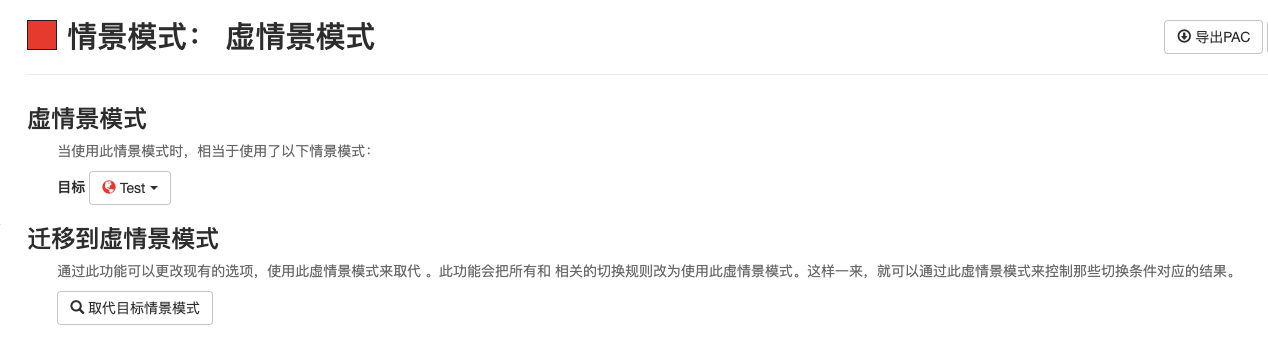 情景模式： 虚情景模式
导出PAC
虚情景模式
当使用此情景模式时，相当于使用了以下情景模式：
目标 Test
迁移到虚情景模式
通过此功能可以更改现有的选项，使用此虚情景模式来取代 。此功能会把所有和 相关的切换规则改为使用此虚情景模式。这样一来，就可以通过此虚情景模式来控制那些切换条件对应的结果。
取代目标情景模式